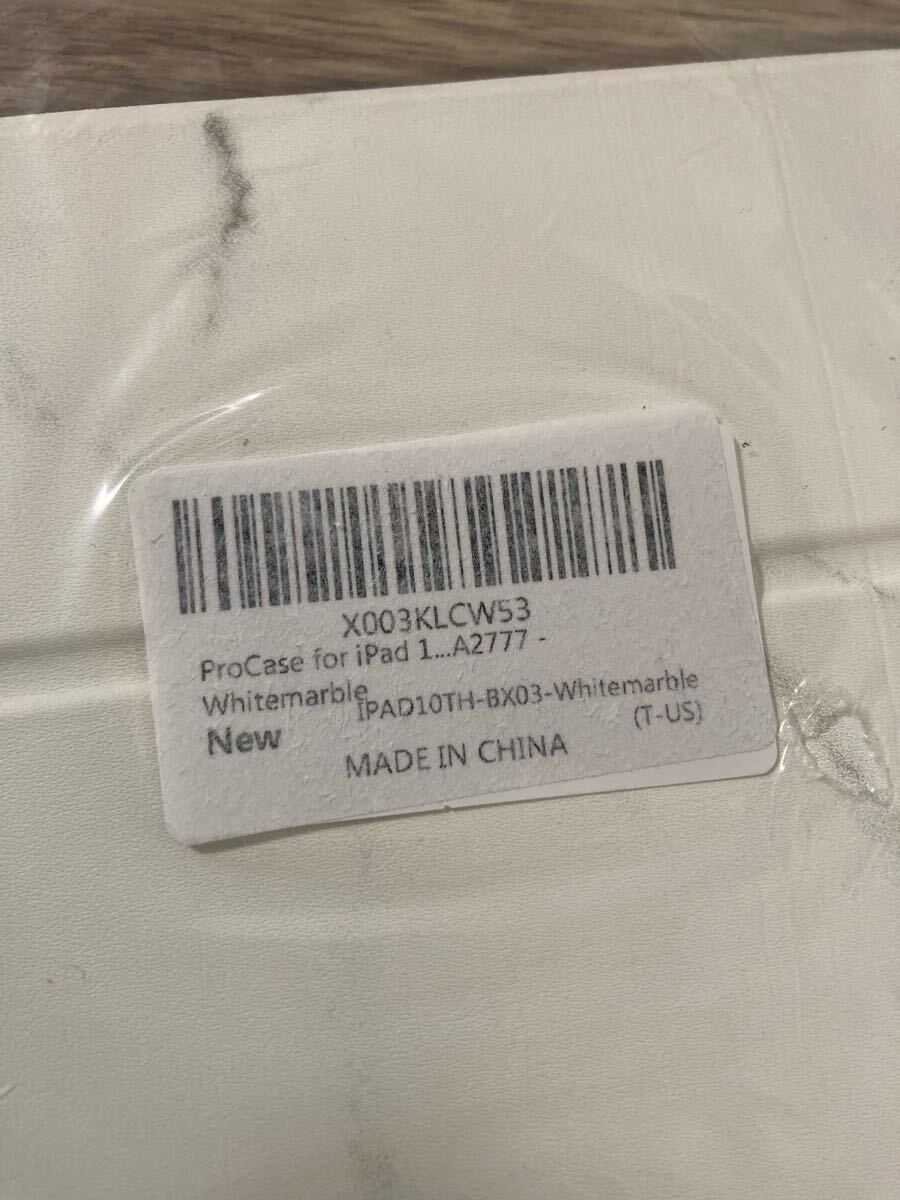 X003KLCW53
ProCase for iPad 1...A2777 -
Whitemarble
IPAD10TH-BX03-Whitemarble
(T-US)
New
MADE IN CHINA